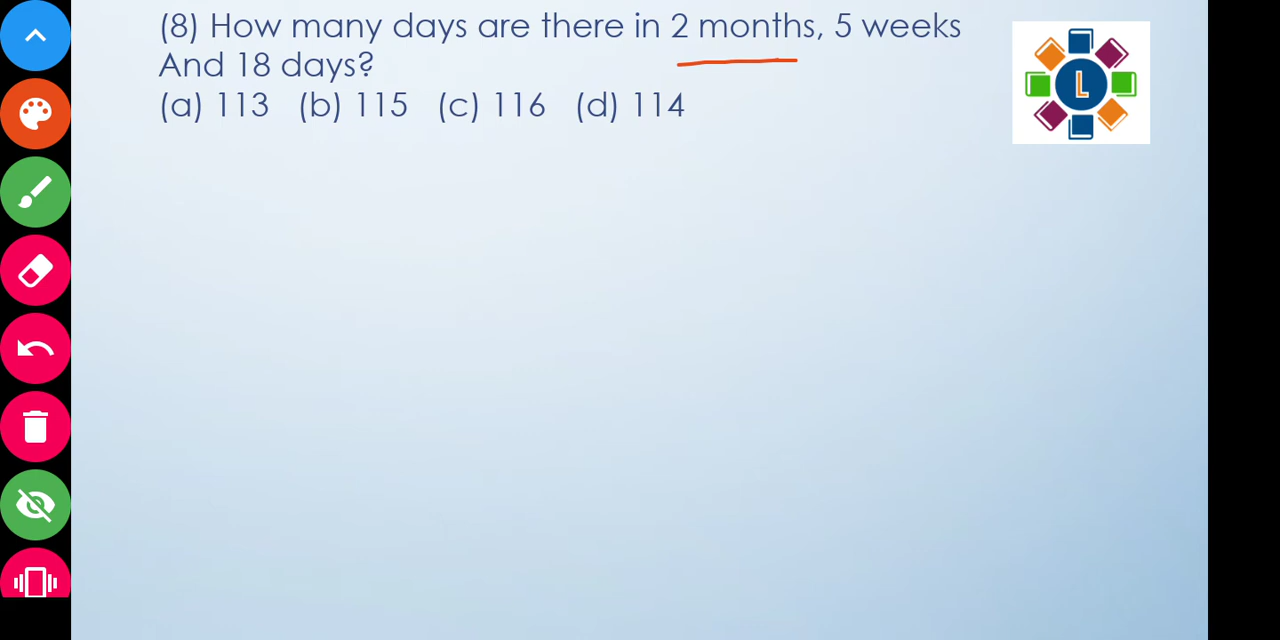 (8) How many days are there in 2 months, 5 weeks
And 18 days?
(a) 113 (b) 115 (c) 116 (d) 114
L